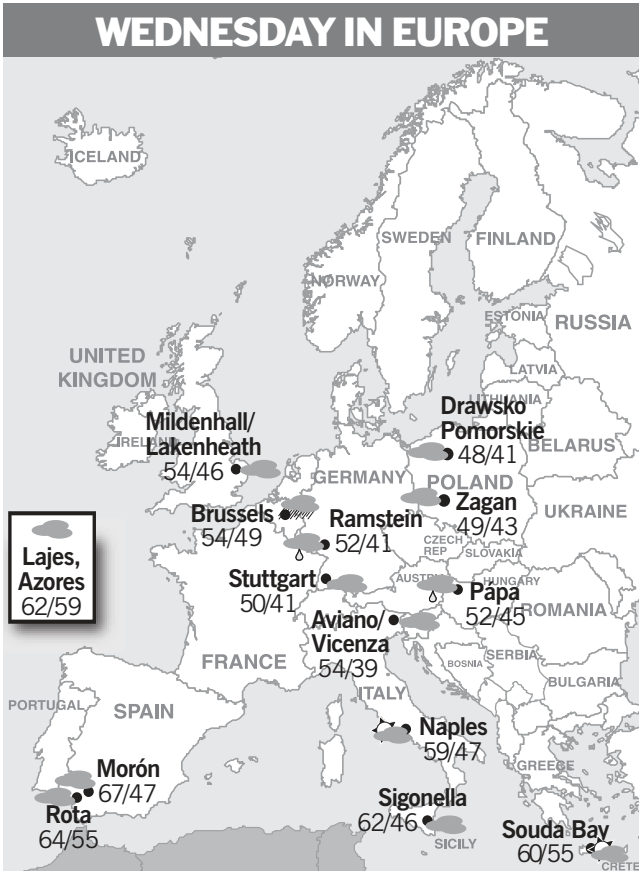 WEDNESDAY IN EUROPE
ICELAND
SWEDEN
FINLAND
NORWAY
ESTONIA
RUSSIA
UNITED
KINGDOM
LATVIA
LITHUANIA
Drawsko
Pomorskie
48/41
Mildenhall/
Lakenheath
54/46
IRELAND
BELARUS
GERMANY
POLAND
Zagan
49/43
Brussels
54/49
Ramstein
52/41
UKRAINE
CZECH
REP
SLOVAKIA
Lajes,
Azores
62/59
Stuttgart
50/41
AUSTRIA
HUNGARY
Pápa
52/45
ROMANIA
Aviano/
Vicenza
54/39
FRANCE
BOSNIA
SERBIA
BULGARIA
ITALY
PORTUGAL
SPAIN
Naples
59/47
GREECE
Morón
67/47
Rota
64/55
Sigonella
62/46
SICILY
Souda Bay
60/55
CRETE